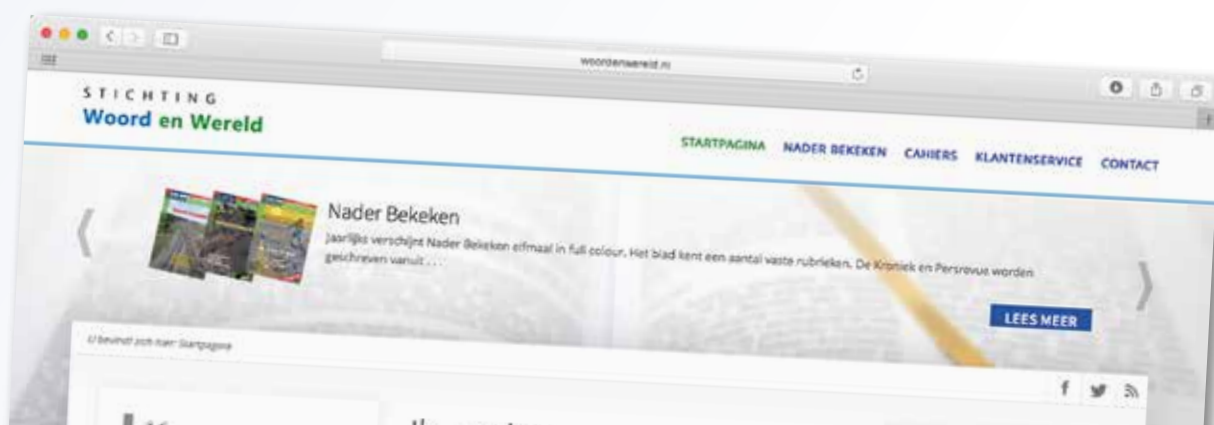 woordenwereld.nl
STICHTING
Woord en Wereld
STARTPAGINA NADER BEKEKEN CAHIERS KLANTENSERVICE CONTACT
Nader Bekeken
Jaarlijks verschijnt Nader Bekeken elfmaal in full colour. Het blad kent een aantal vaste rubrieken. De Kroniek en Persrevue worden
geschreven vanuit . . .
LEES MEER
U bevindt zich hier: Startpagina